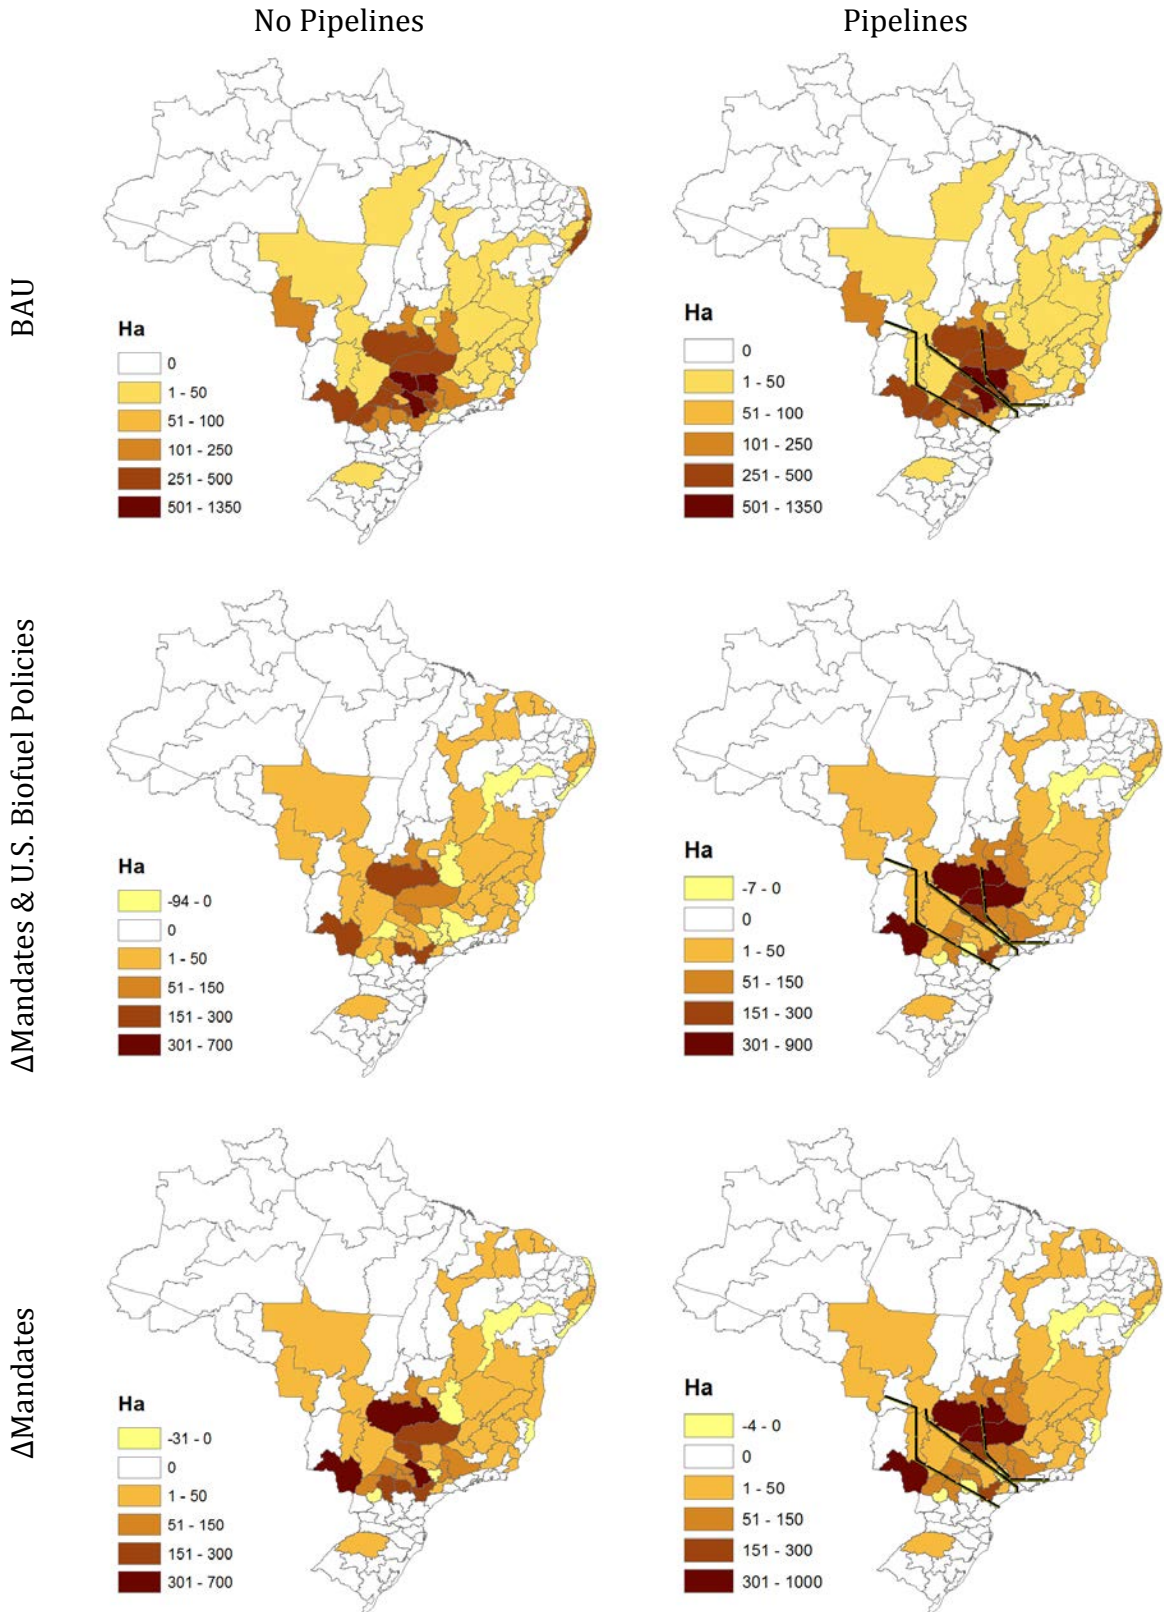 No Pipelines
Pipelines
BAU
Ha
0
1 - 50
51 - 100
101 - 250
251 - 500
501 - 1350
Ha
0
1 - 50
51 - 100
101 - 250
251 - 500
501 - 1350
ΔMandates & U.S. Biofuel Policies
Ha
-94 - 0
0
1 - 50
51 - 150
151 - 300
301 - 700
Ha
-7 - 0
0
1 - 50
51 - 150
151 - 300
301 - 900
ΔMandates
Ha
-31 - 0
0
1 - 50
51 - 150
151 - 300
301 - 700
Ha
-4 - 0
0
1 - 50
51 - 150
151 - 300
301 - 1000